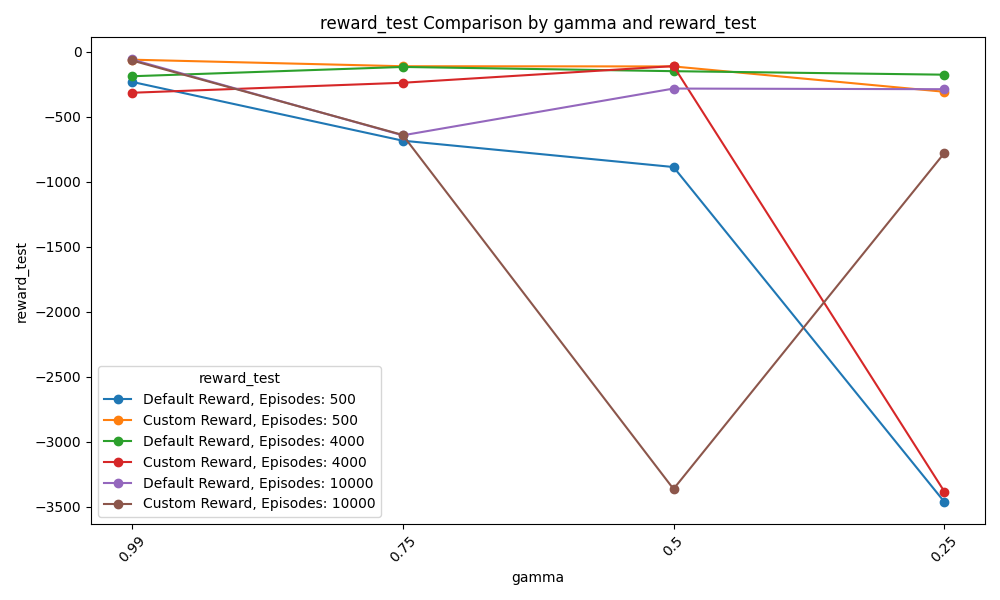 reward_test Comparison by gamma and reward_test
reward_test
0
−500
−1000
−1500
−2000
−2500
−3000
−3500
reward_test
Default Reward, Episodes: 500
Custom Reward, Episodes: 500
Default Reward, Episodes: 4000
Custom Reward, Episodes: 4000
Default Reward, Episodes: 10000
Custom Reward, Episodes: 10000
0.99
0.75
0.5
0.25
gamma